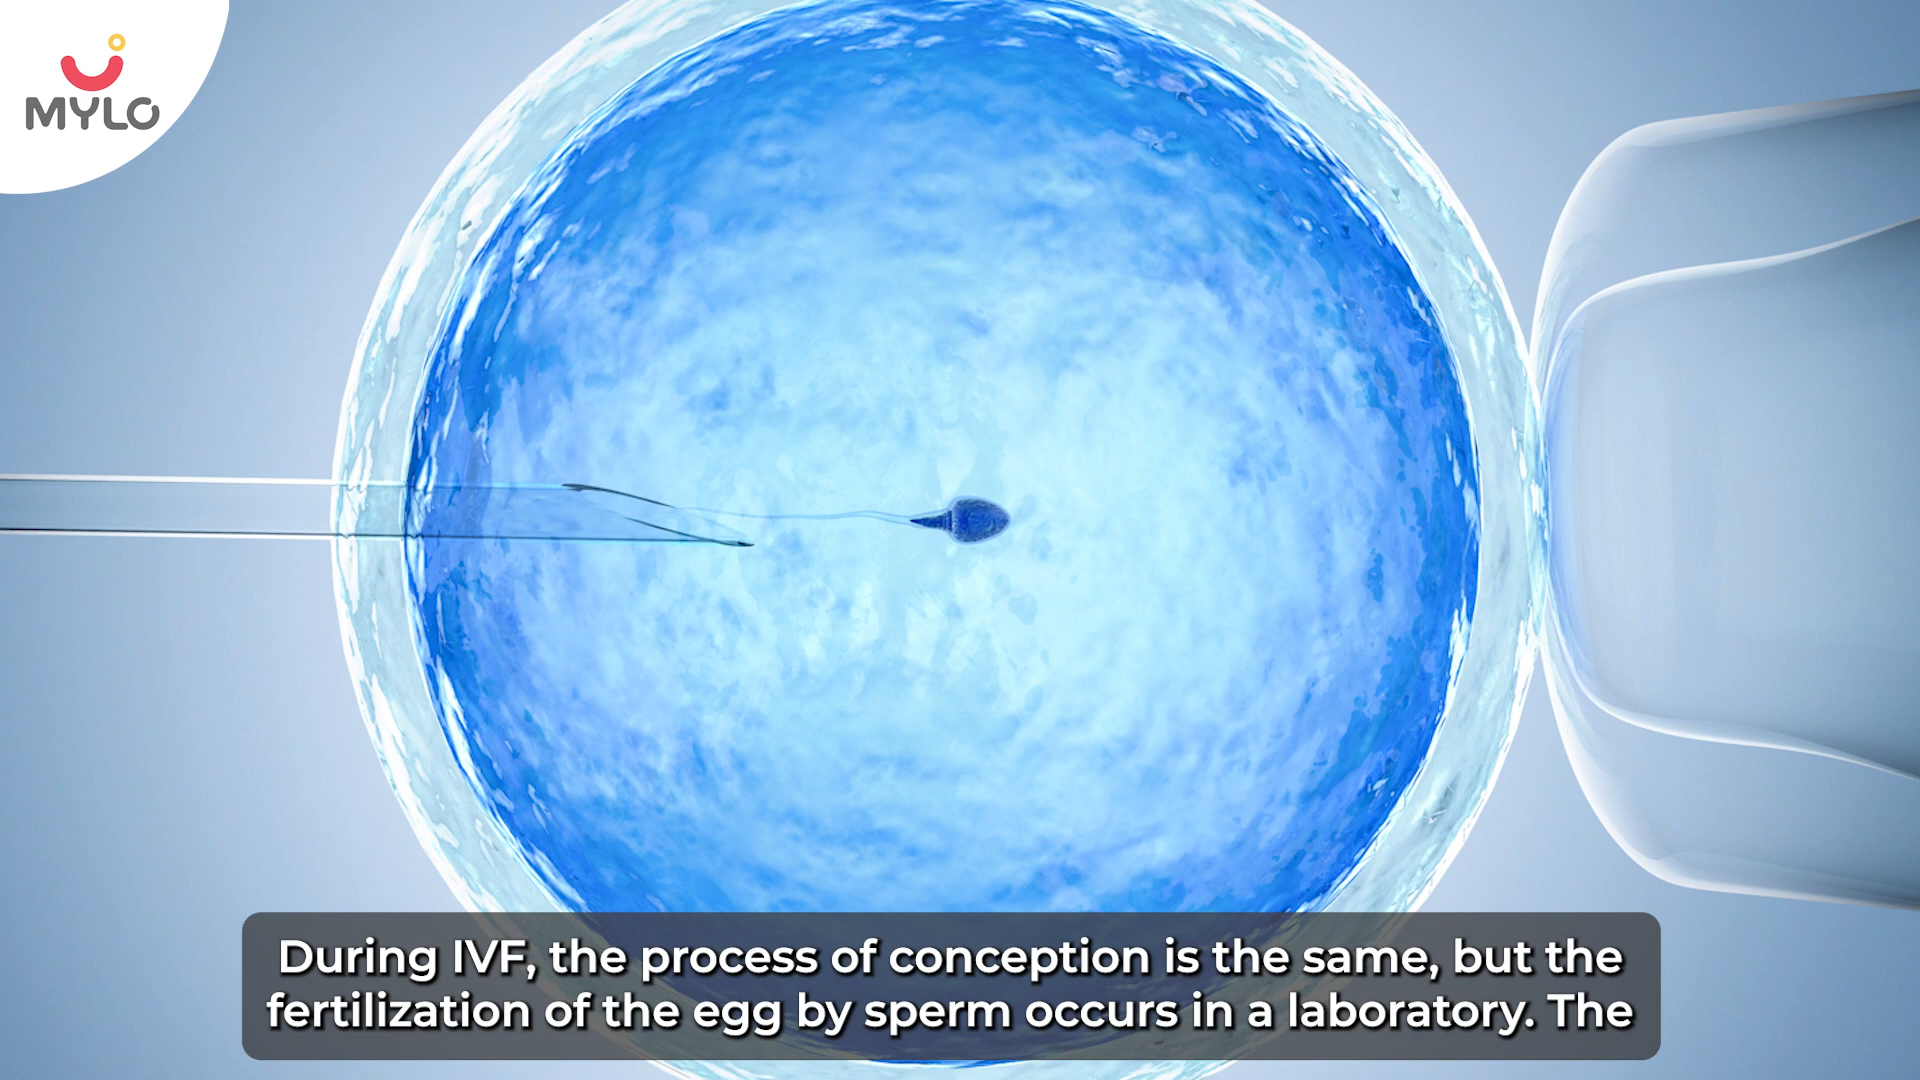 MYLO
During IVF, the process of conception is the same, but the
fertilization of the egg by sperm occurs in a laboratory. The